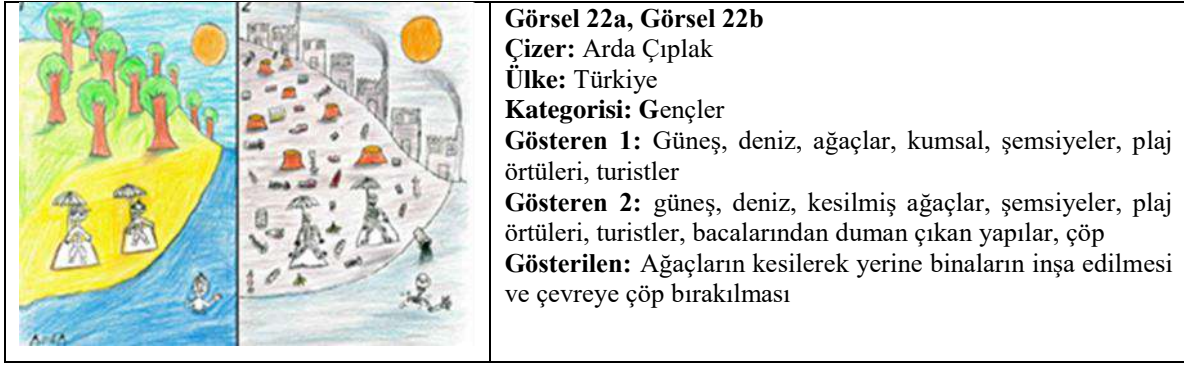 Görsel 22a, Görsel 22b
Çizer: Arda Çıplak
Ülke: Türkiye
Kategorisi: Gençler
Gösteren 1: Güneş, deniz, ağaçlar, kumsal, şemsiyeler, plaj
örtüleri, turistler
Gösteren 2: güneş, deniz, kesilmiş ağaçlar, şemsiyeler, plaj
örtüleri, turistler, bacalarından duman çıkan yapılar, çöp
Gösterilen: Ağaçların kesilerek yerine binaların inşa edilmesi
ve çevreye çöp bırakılması
2